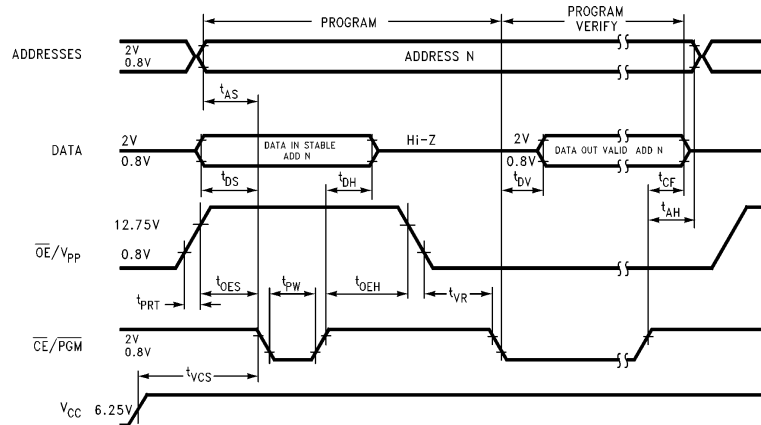 PROGRAM
PROGRAM
VERIFY
ADDRESSES
2V
0.8V
ADDRESS N
tAS
DATA
2V
0.8V
DATA IN STABLE
ADD N
Hi-Z
2V
0.8V
DATA OUT VALID ADD N
tDS
tDH
tDV
tCF
tAH
OE/VPP
12.75V
0.8V
tPRT
tOES
tPW
tOEH
tVR
CE/PGM
2V
0.8V
tVCS
VCC
6.25V